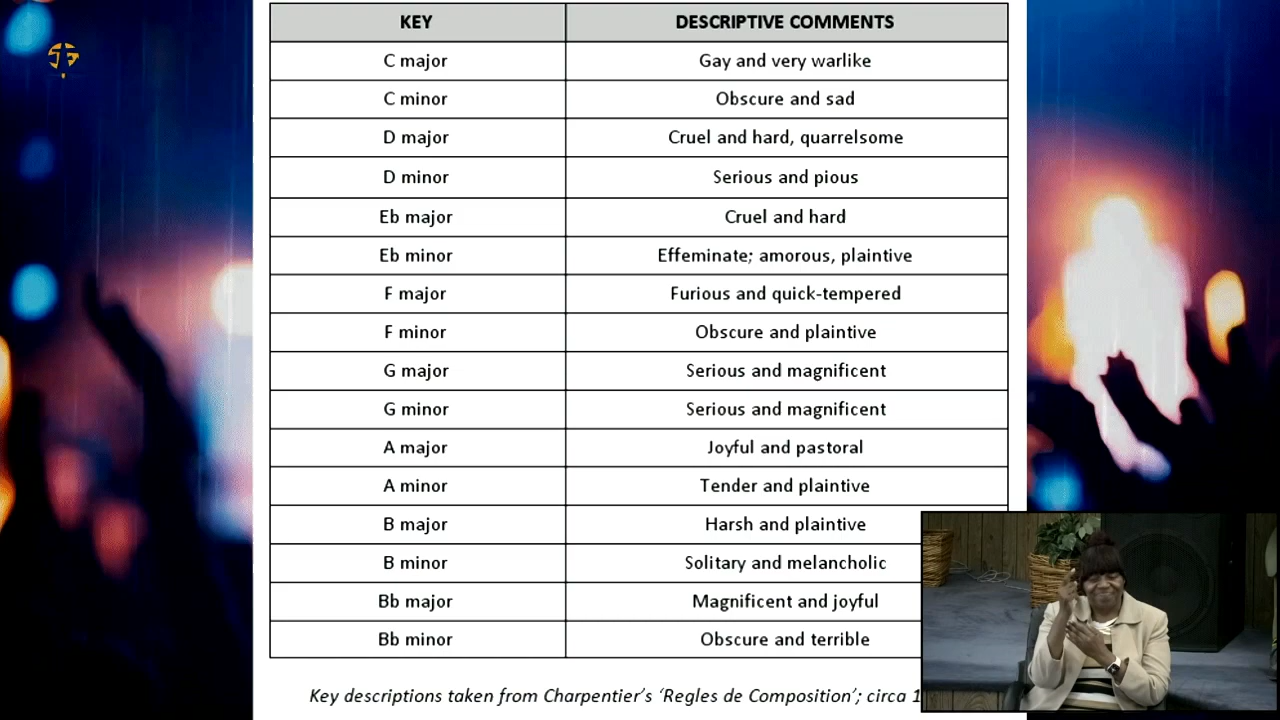 KEY DESCRIPTIVE COMMENTS
C major Gay and very warlike
C minor Obscure and sad
D major Cruel and hard, quarrelsome
D minor Serious and pious
Eb major Cruel and hard
Eb minor Effeminate; amorous, plaintive
F major Furious and quick-tempered
F minor Obscure and plaintive
G major Serious and magnificent
G minor Serious and magnificent
A major Joyful and pastoral
A minor Tender and plaintive
B major Harsh and plaintive
B minor Solitary and melancholic
Bb major Magnificent and joyful
Bb minor Obscure and terrible
Key descriptions taken from Charpentier's 'Regles de Composition'; circa 1